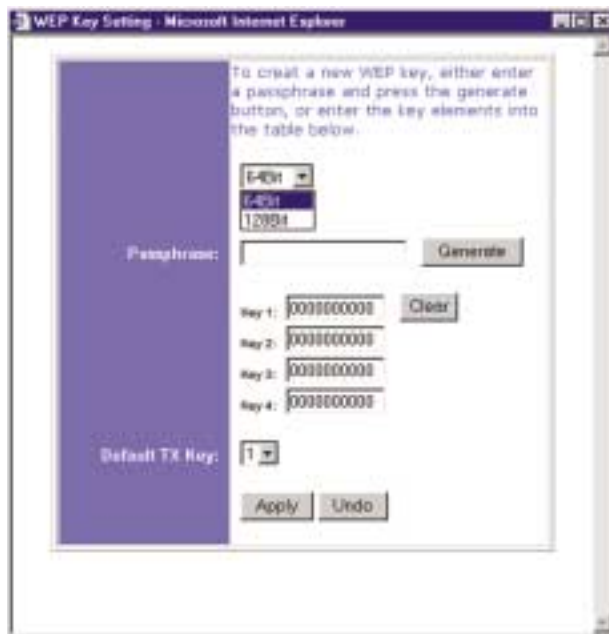 WEP Key Setting - Microsoft Internet Explorer
To creat a new WEP key, either enter
a passphrase and press the generate
button, or enter the key elements into
the table below.
64Bit
64Bit
128Bit
Passphrase:
Generate
Key 1: 0000000000 Clear
Key 2: 0000000000
Key 3: 0000000000
Key 4: 0000000000
Default TX Key: 1
Apply Undo